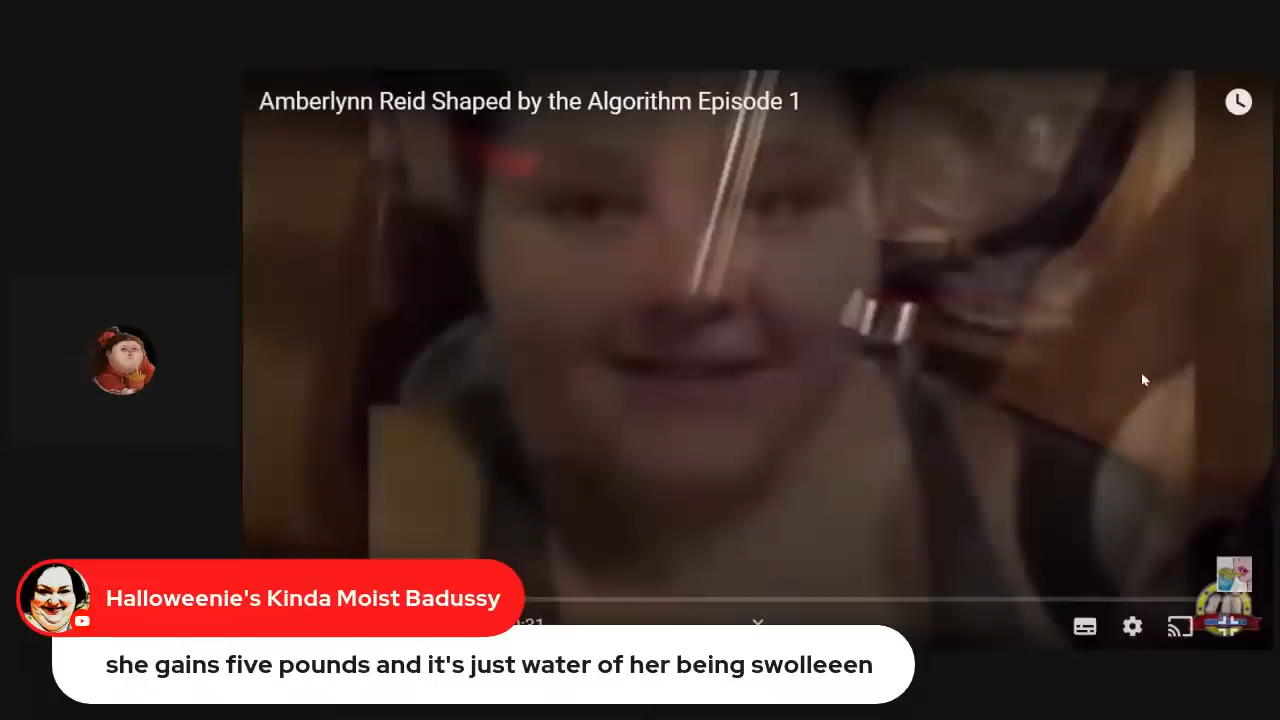 Amberlynn Reid Shaped by the Algorithm Episode 1
Halloweenie's Kinda Moist Badussy
she gains five pounds and it's just water of her being swolleeen